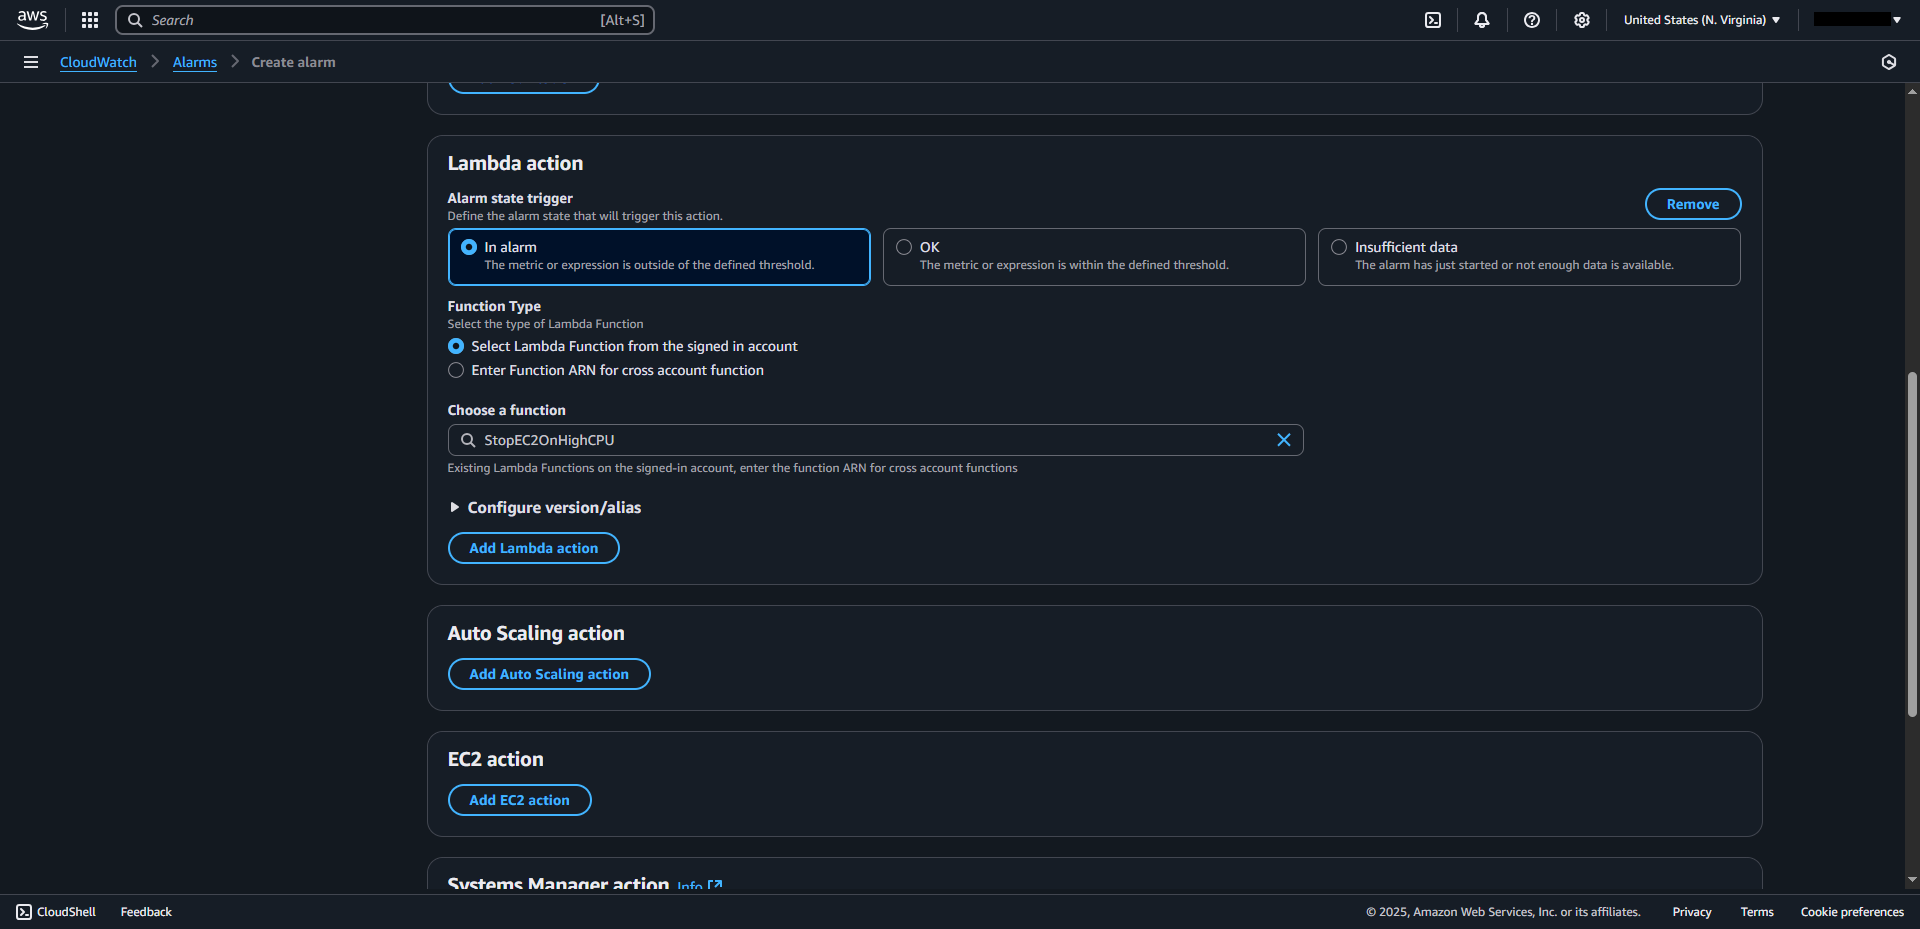 aws
Search [Alt+S]
United States (N. Virginia)
CloudWatch Alarms Create alarm
Lambda action
Alarm state trigger
Define the alarm state that will trigger this action.
Remove
In alarm
The metric or expression is outside of the defined threshold.
OK
The metric or expression is within the defined threshold.
Insufficient data
The alarm has just started or not enough data is available.
Function Type
Select the type of Lambda Function
Select Lambda Function from the signed in account
Enter Function ARN for cross account function
Choose a function
StopEC2OnHighCPU
Existing Lambda Functions on the signed-in account, enter the function ARN for cross account functions
Configure version/alias
Add Lambda action
Auto Scaling action
Add Auto Scaling action
EC2 action
Add EC2 action
Systems Manager action Info
CloudShell Feedback © 2025, Amazon Web Services, Inc. or its affiliates. Privacy Terms Cookie preferences